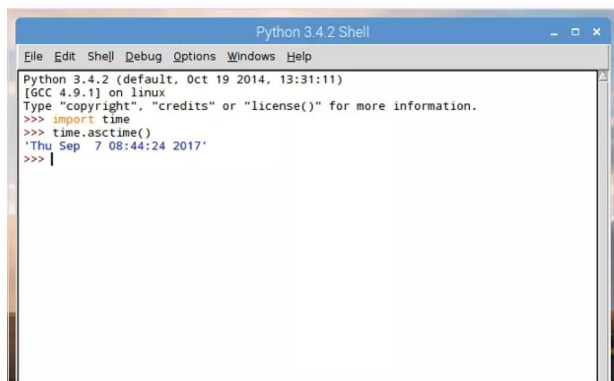 Python 3.4.2 Shell
File Edit Shell Debug Options Windows Help
Python 3.4.2 (default, Oct 19 2014, 13:31:11)
[GCC 4.9.1] on linux
Type "copyright", "credits" or "license()" for more information.
>>> import time
>>> time.asctime()
'Thu Sep  7 08:44:24 2017'
>>>